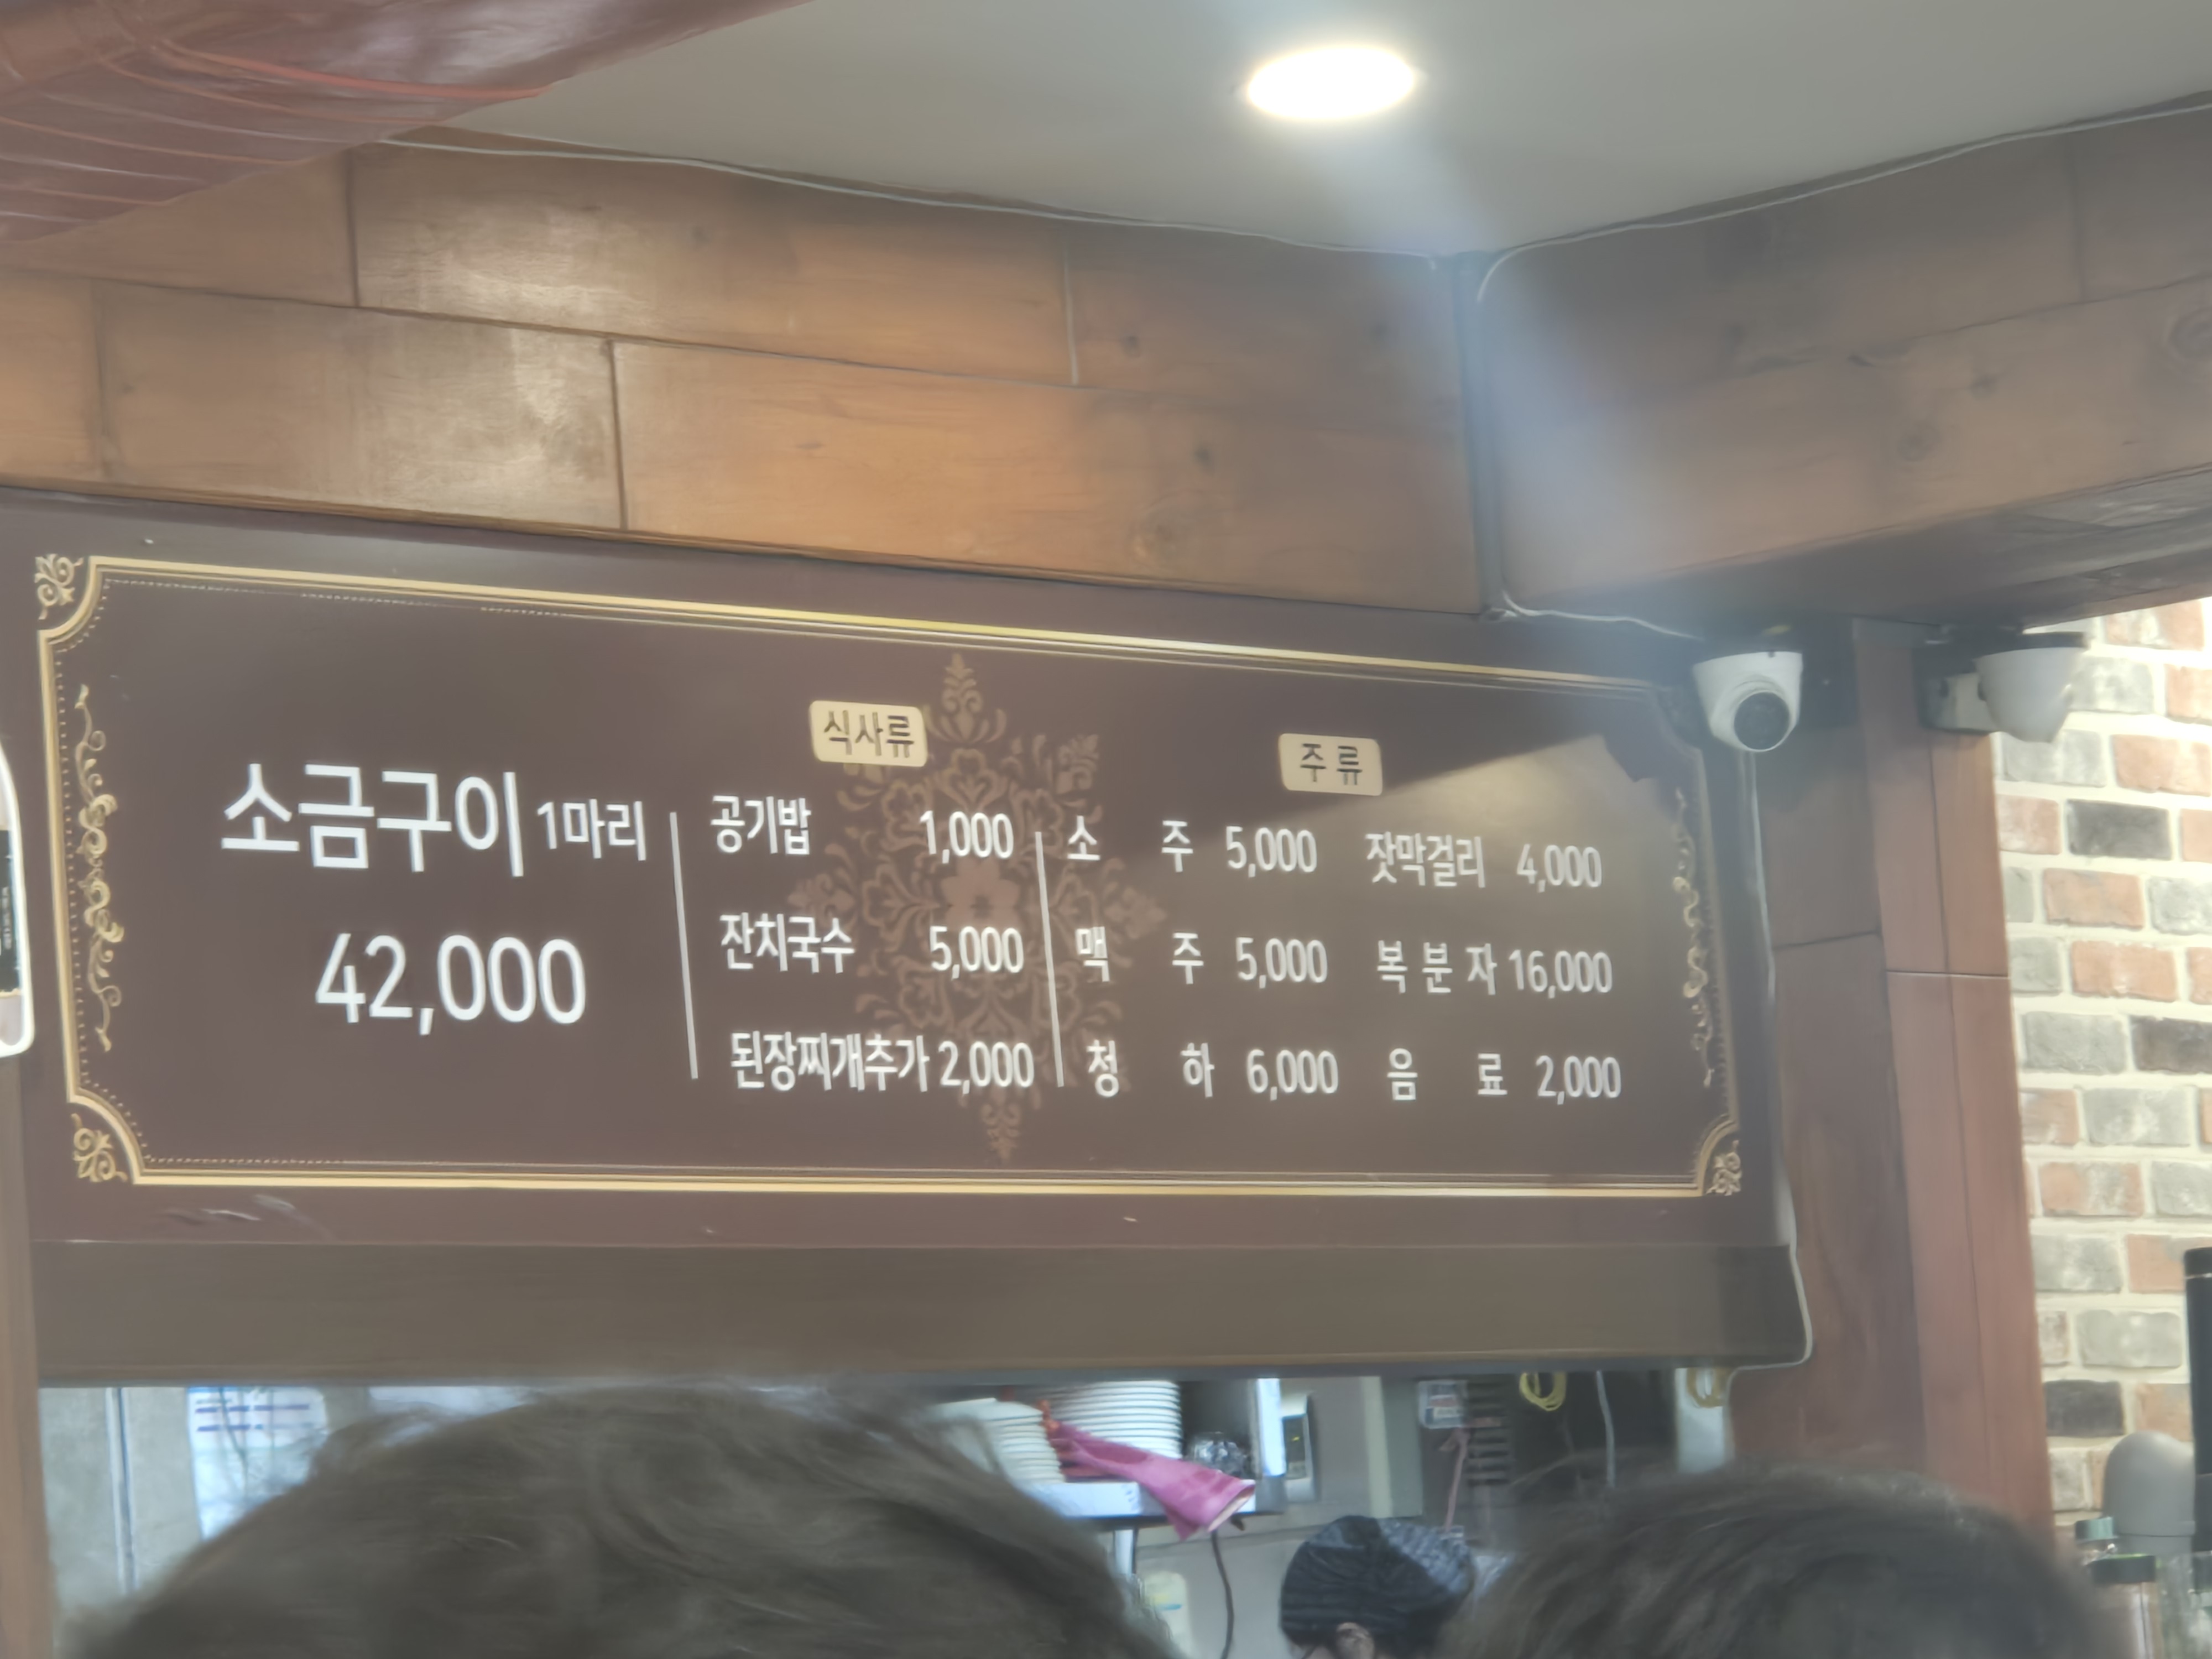 소금구이 1마리
42,000
식사류
공기밥 1,000
잔치국수 5,000
된장찌개추가 2,000
주류
소 주 5,000 잣막걸리 4,000
맥 주 5,000 복분자 16,000
청 하 6,000 음 료 2,000